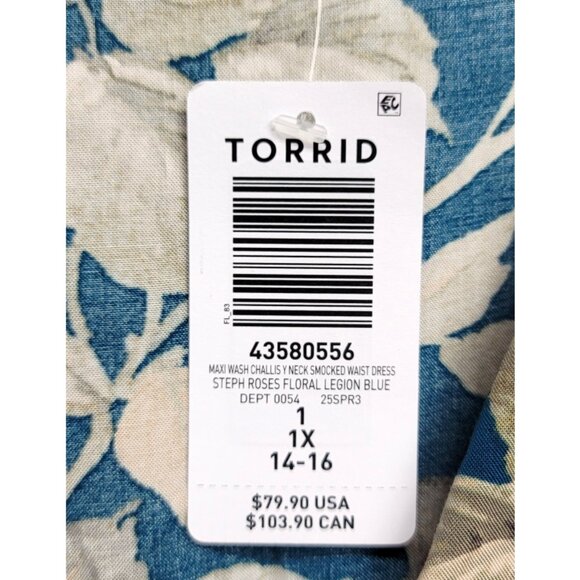 TORRID
FL_63
43580556
MAXI WASH CHALLIS Y NECK SMOCKED WAIST DRESS
STEPH ROSES FLORAL LEGION BLUE
DEPT 0054 25SPR3
1
1X
14-16
$79.90 USA
$103.90 CAN